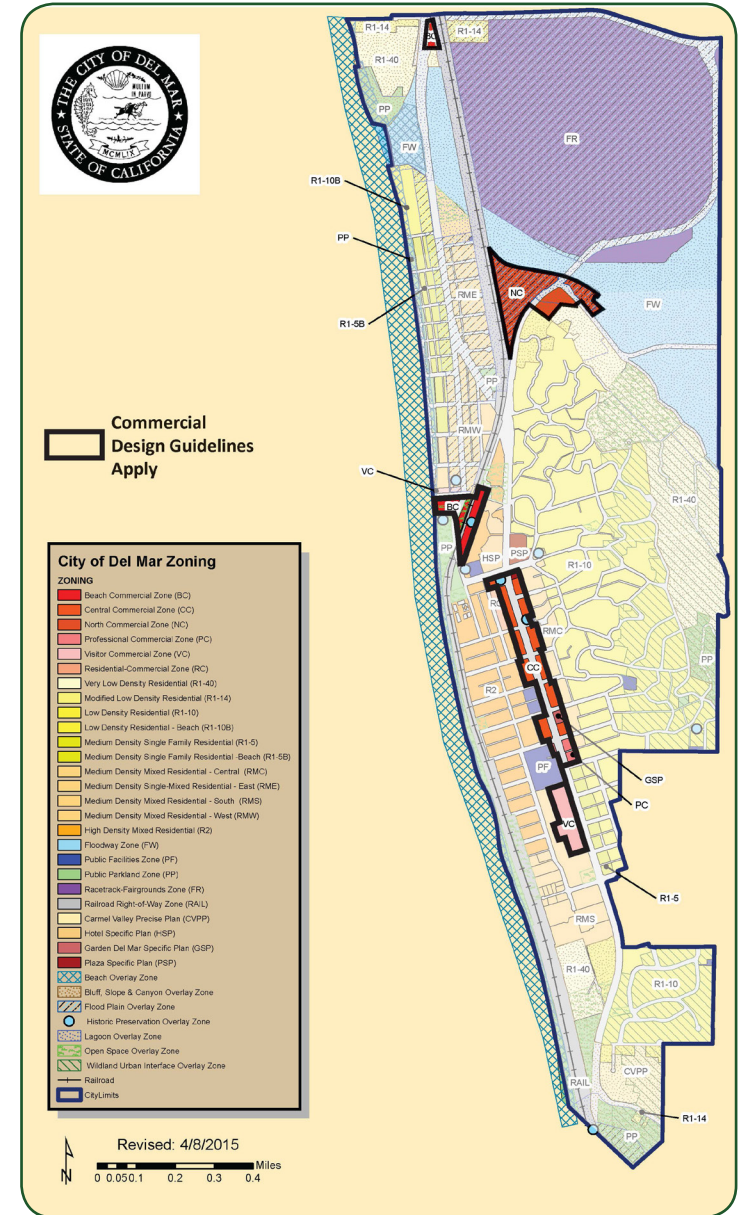 THE CITY OF DEL MAR
MUSEUM
IN PARVO
MCMLIX
STATE OF CALIFORNIA
R1-14
BC
R1-14
R1-40
PP
FR
FW
R1-10B
PP
NC
RME
FW
R1-5B
PP
Commercial
Design Guidelines
Apply
RMW
VC
R1-40
BC
PP
HSP
PSP
R1-10
RMC
PP
CC
R2
GSP
PF
PC
VC
R1-5
RMS
R1-40
R1-10
CVPP
RAIL
R1-14
PP
City of Del Mar Zoning
ZONING
Beach Commercial Zone (BC)
Central Commercial Zone (CC)
North Commercial Zone (NC)
Professional Commercial Zone (PC)
Visitor Commercial Zone (VC)
Residential-Commercial Zone (RC)
Very Low Density Residential (R1-40)
Modified Low Density Residential (R1-14)
Low Density Residential (R1-10)
Low Density Residential - Beach (R1-10B)
Medium Density Single Family Residential (R1-5)
Medium Density Single Family Residential -Beach (R1-5B)
Medium Density Mixed Residential - Central (RMC)
Medium Density Single-Mixed Residential - East (RME)
Medium Density Mixed Residential - South (RMS)
Medium Density Mixed Residential - West (RMW)
High Density Mixed Residential (R2)
Floodway Zone (FW)
Public Facilities Zone (PF)
Public Parkland Zone (PP)
Racetrack-Fairgrounds Zone (FR)
Railroad Right-of-Way Zone (RAIL)
Carmel Valley Precise Plan (CVPP)
Hotel Specific Plan (HSP)
Garden Del Mar Specific Plan (GSP)
Plaza Specific Plan (PSP)
Beach Overlay Zone
Bluff, Slope & Canyon Overlay Zone
Flood Plain Overlay Zone
Historic Preservation Overlay Zone
Lagoon Overlay Zone
Open Space Overlay Zone
Wildland Urban Interface Overlay Zone
Railroad
CityLimits
Revised: 4/8/2015
N
Miles
0 0.050.1 0.2 0.3 0.4